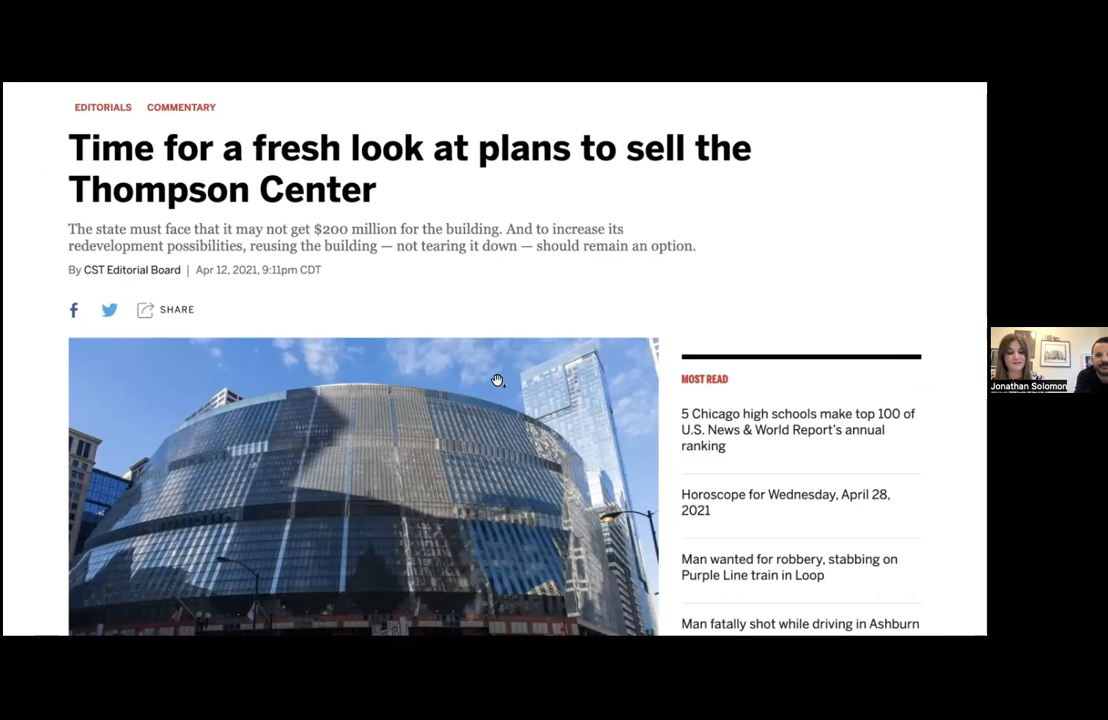 EDITORIALS COMMENTARY
Time for a fresh look at plans to sell the
Thompson Center
The state must face that it may not get $200 million for the building. And to increase its
redevelopment possibilities, reusing the building — not tearing it down — should remain an option.
By CST Editorial Board | Apr 12, 2021, 9:11pm CDT
SHARE
MOST READ
5 Chicago high schools make top 100 of
U.S. News & World Report's annual
ranking
Horoscope for Wednesday, April 28,
2021
Man wanted for robbery, stabbing on
Purple Line train in Loop
Man fatally shot while driving in Ashburn
Jonathan Solomon